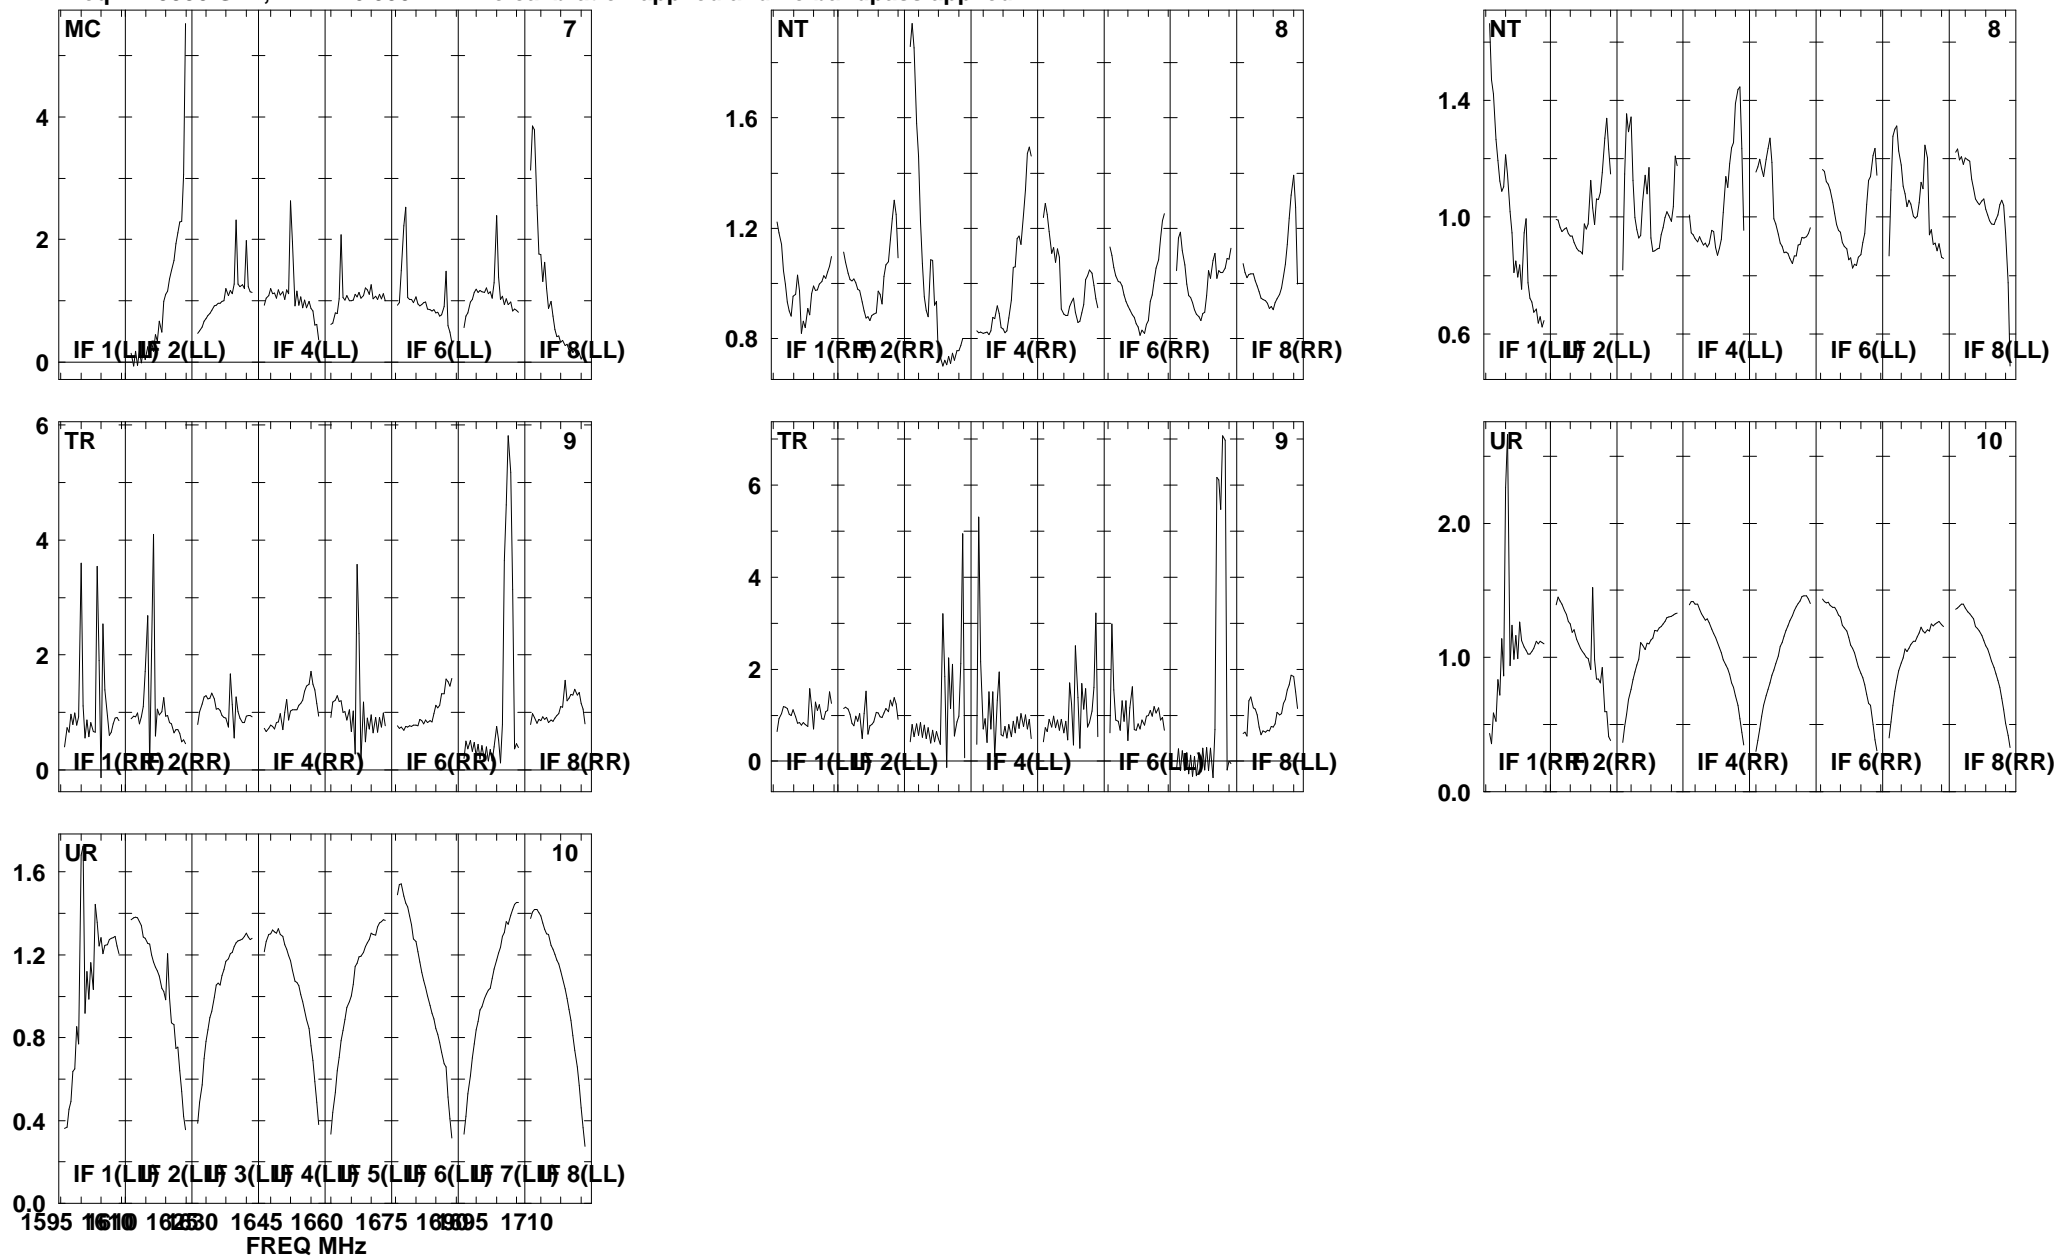 MC 7
4
2
0
IF 1(LL) IF 2(LL) IF 4(LL) IF 6(LL) IF 8(LL)
NT 8
1.6
1.2
0.8
IF 1(RR) IF 2(RR) IF 4(RR) IF 6(RR) IF 8(RR)
NT 8
1.4
1.0
0.6
IF 1(LL) IF 2(LL) IF 4(LL) IF 6(LL) IF 8(LL)
TR 9
6
4
2
0
IF 1(RR) IF 2(RR) IF 4(RR) IF 6(RR) IF 8(RR)
TR 9
6
4
2
0
IF 1(LL) IF 2(LL) IF 4(LL) IF 6(LL) IF 8(LL)
UR 10
2.0
1.0
0.0
IF 1(RR) IF 2(RR) IF 4(RR) IF 6(RR) IF 8(RR)
UR 10
1.6
1.2
0.8
0.4
0.0
IF 1(LL) IF 2(LL) IF 3(LL) IF 4(LL) IF 5(LL) IF 6(LL) IF 7(LL) IF 8(LL)
1595 1610 1625 1630 1645 1660 1675 1690 1695 1710
FREQ MHz